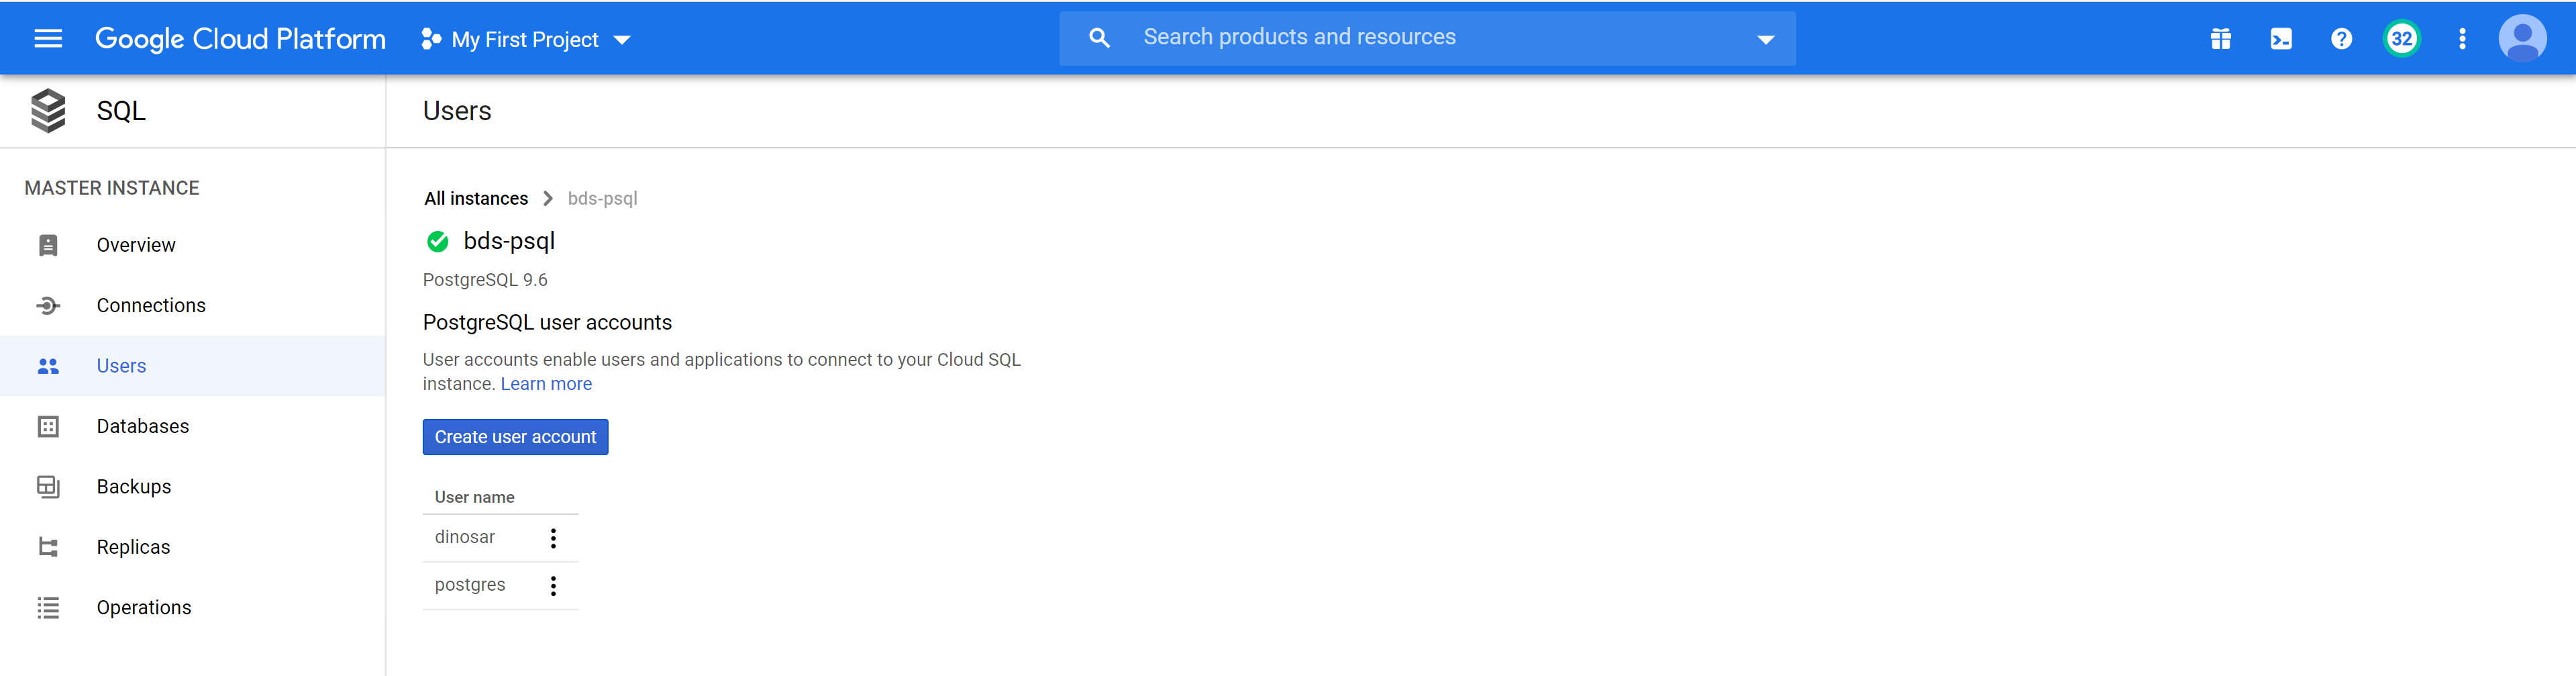 Google Cloud Platform
My First Project
Search products and resources
32
SQL
Users
MASTER INSTANCE
Overview
Connections
Users
Databases
Backups
Replicas
Operations
All instances
bds-psql
bds-psql
PostgreSQL 9.6
PostgreSQL user accounts
User accounts enable users and applications to connect to your Cloud SQL
instance. Learn more
Create user account
User name
dinosar
postgres